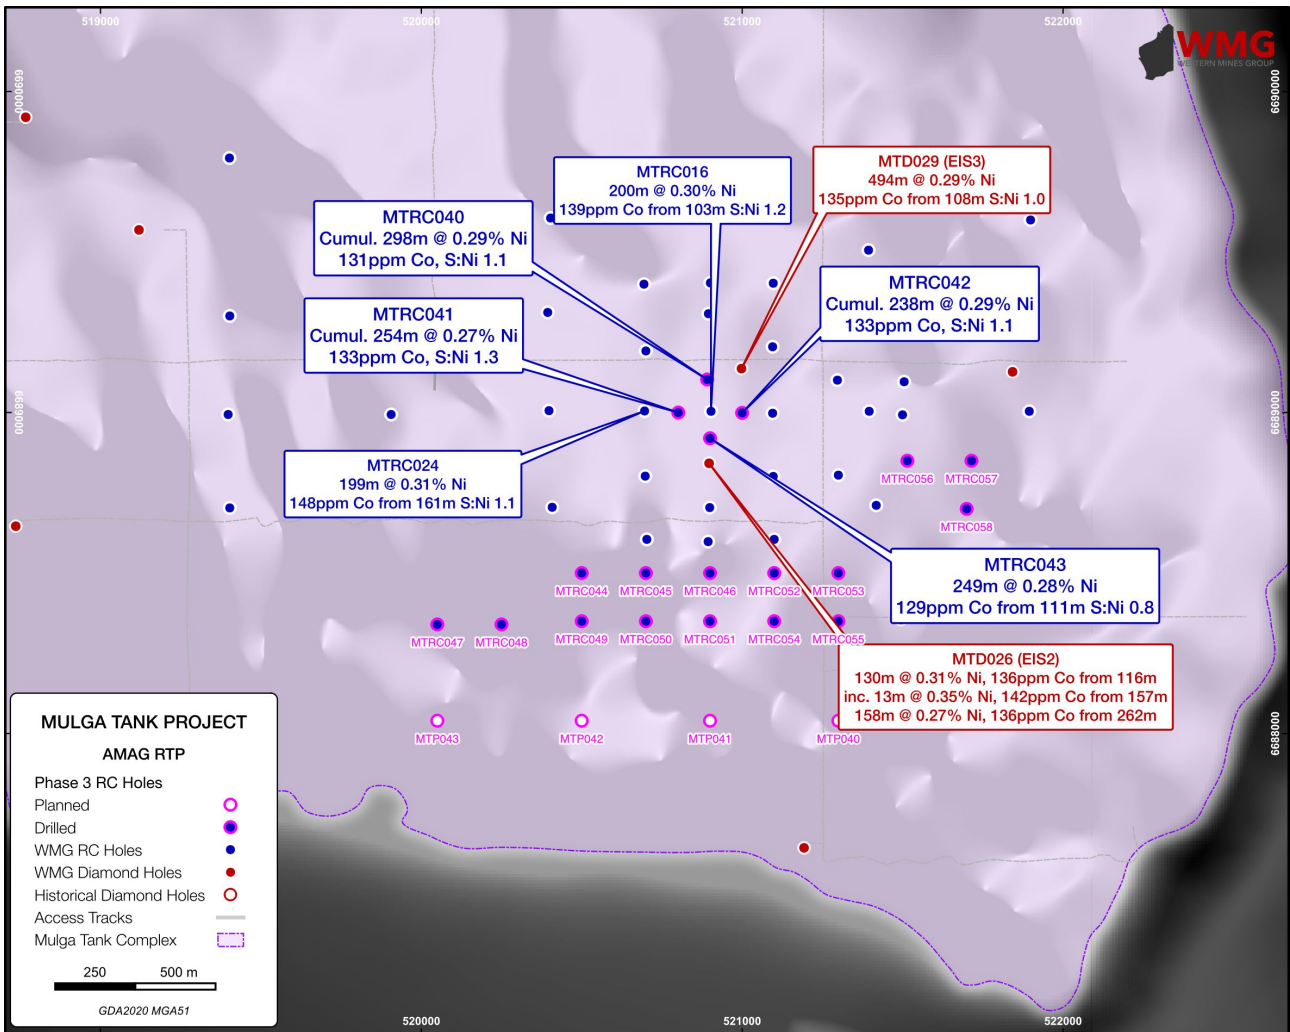 519000
520000
521000
522000
WMG
WESTERN MINES GROUP
6690000
6690000
MTRC016
200m @ 0.30% Ni
139ppm Co from 103m S:Ni 1.2
MTD029 (EIS3)
494m @ 0.29% Ni
135ppm Co from 108m S:Ni 1.0
MTRC040
Cumul. 298m @ 0.29% Ni
131ppm Co, S:Ni 1.1
MTRC042
Cumul. 238m @ 0.29% Ni
133ppm Co, S:Ni 1.1
MTRC041
Cumul. 254m @ 0.27% Ni
133ppm Co, S:Ni 1.3
6689000
6689000
MTRC024
199m @ 0.31% Ni
148ppm Co from 161m S:Ni 1.1
MTRC056
MTRC057
MTRC058
MTRC043
249m @ 0.28% Ni
129ppm Co from 111m S:Ni 0.8
MTRC044
MTRC045
MTRC046
MTRC052
MTRC053
MTRC047
MTRC048
MTRC049
MTRC050
MTRC051
MTRC054
MTRC055
MTD026 (EIS2)
130m @ 0.31% Ni, 136ppm Co from 116m
inc. 13m @ 0.35% Ni, 142ppm Co from 157m
158m @ 0.27% Ni, 136ppm Co from 262m
MTP043
MTP042
MTP041
MTP040
6688000
MULGA TANK PROJECT
AMAG RTP
Phase 3 RC Holes
Planned
Drilled
WMG RC Holes
WMG Diamond Holes
Historical Diamond Holes
Access Tracks
Mulga Tank Complex
250
500 m
GDA2020 MGA51
520000
521000
522000